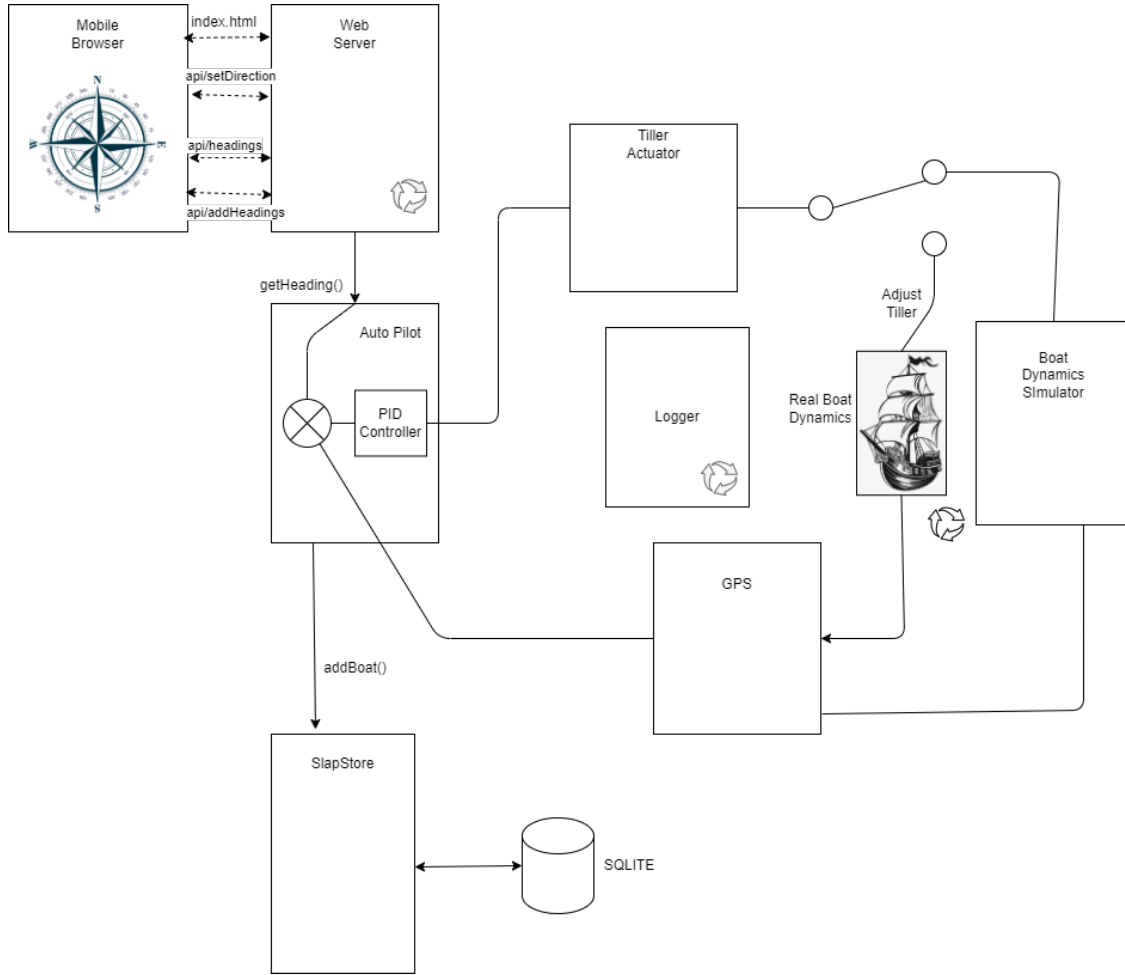 Mobile
Browser
index.html
Web
Server
api/setDirection
N
W
E
S
api/headings
api/addHeadings
Tiller
Actuator
getHeading()
Auto Pilot
Adjust
Tiller
PID
Controller
Logger
Real Boat
Dynamics
Boat
Dynamics
SImulator
GPS
addBoat()
SlapStore
SQLITE